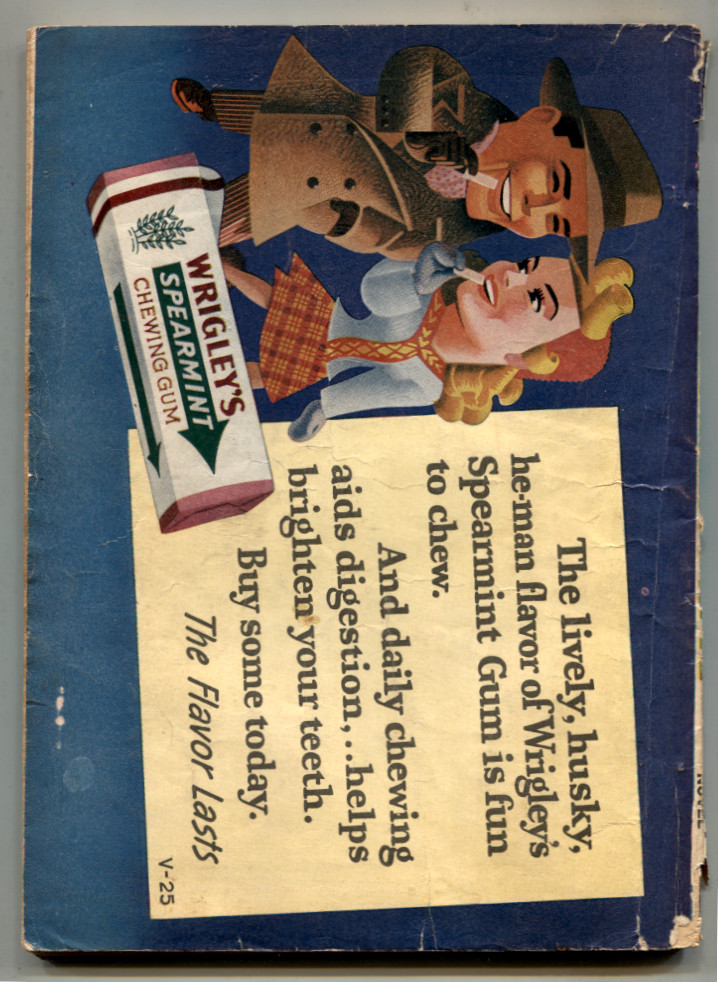 The lively, husky,
he-man flavor of Wrigley's
Spearmint Gum is fun
to chew.
And daily chewing
aids digestion,...helps
brighten your teeth.
Buy some today.
The Flavor Lasts
V-25
WRIGLEY'S
SPEARMINT
CHEWING GUM
NOVEL